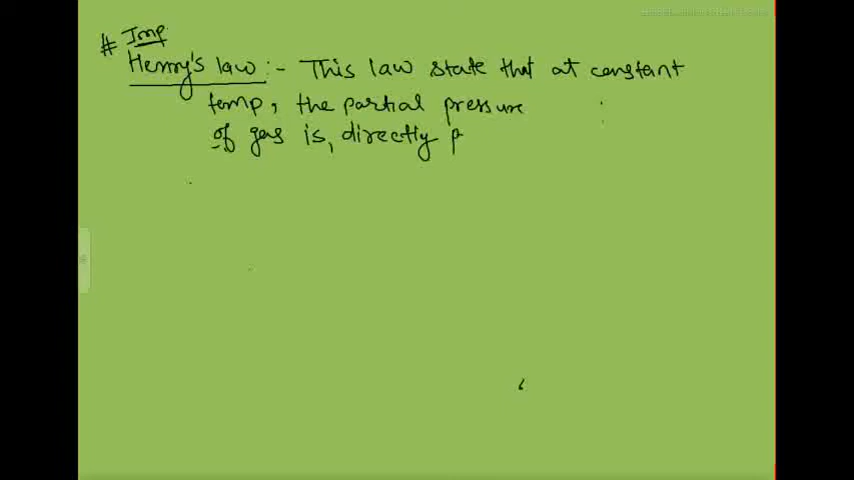 # Imp
Henry's law :- This law state that at constant
temp, the partial pressure
of gas is, directly p